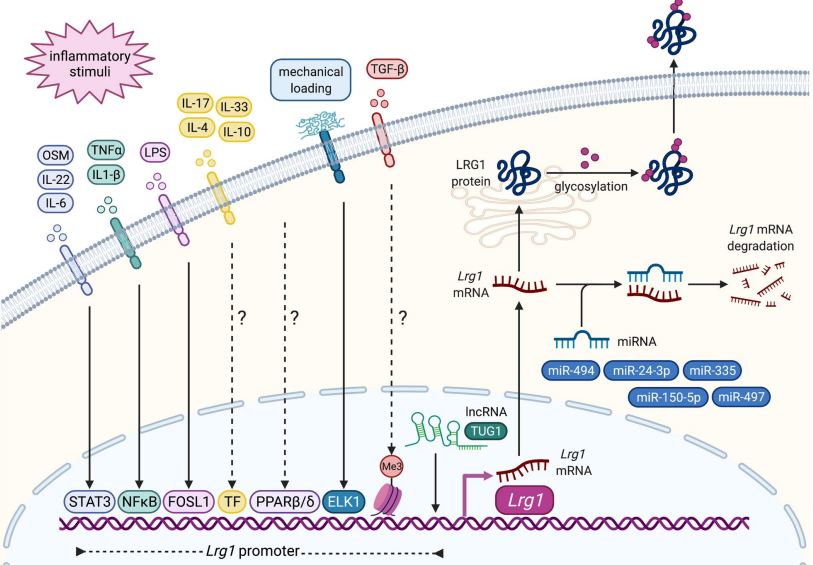 inflammatory
stimuli
OSM
IL-22
IL-6
TNFα
IL1-β
LPS
IL-17
IL-33
IL-4
IL-10
mechanical
loading
TGF-β
LRG1
protein
glycosylation
Lrg1 mRNA
degradation
Lrg1
mRNA
miRNA
miR-494
miR-24-3p
miR-335
miR-150-5p
miR-497
?
?
?
lncRNA
TUG1
Me3
Lrg1
mRNA
STAT3
NFκB
FOSL1
TF
PPARβ/δ
ELK1
Lrg1
Lrg1 promoter